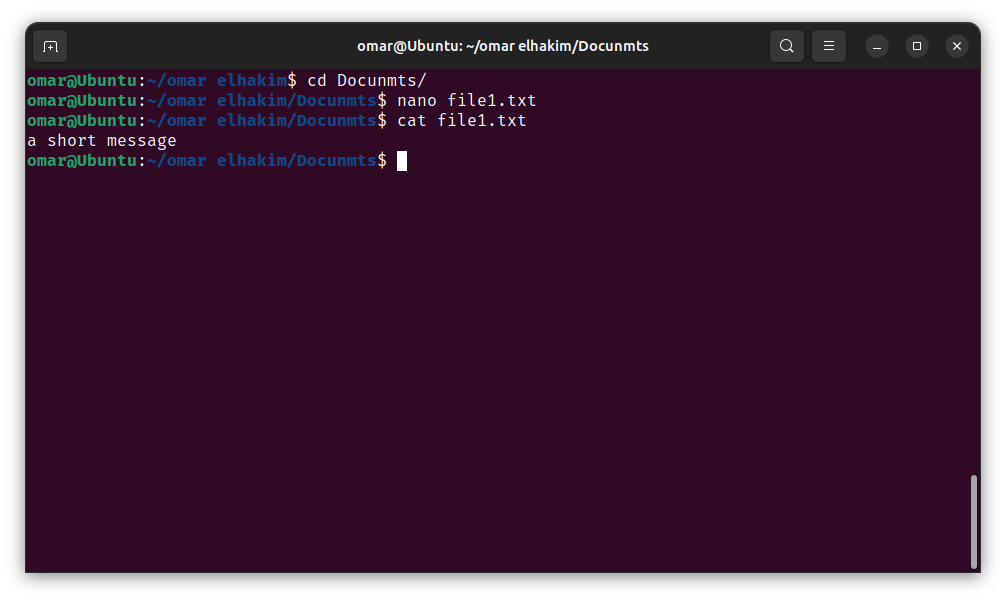 omar@Ubuntu: ~/omar elhakim/Docunmts
omar@Ubuntu:~/omar elhakim$ cd Docunmts/
omar@Ubuntu:~/omar elhakim/Docunmts$ nano file1.txt
omar@Ubuntu:~/omar elhakim/Docunmts$ cat file1.txt
a short message
omar@Ubuntu:~/omar elhakim/Docunmts$